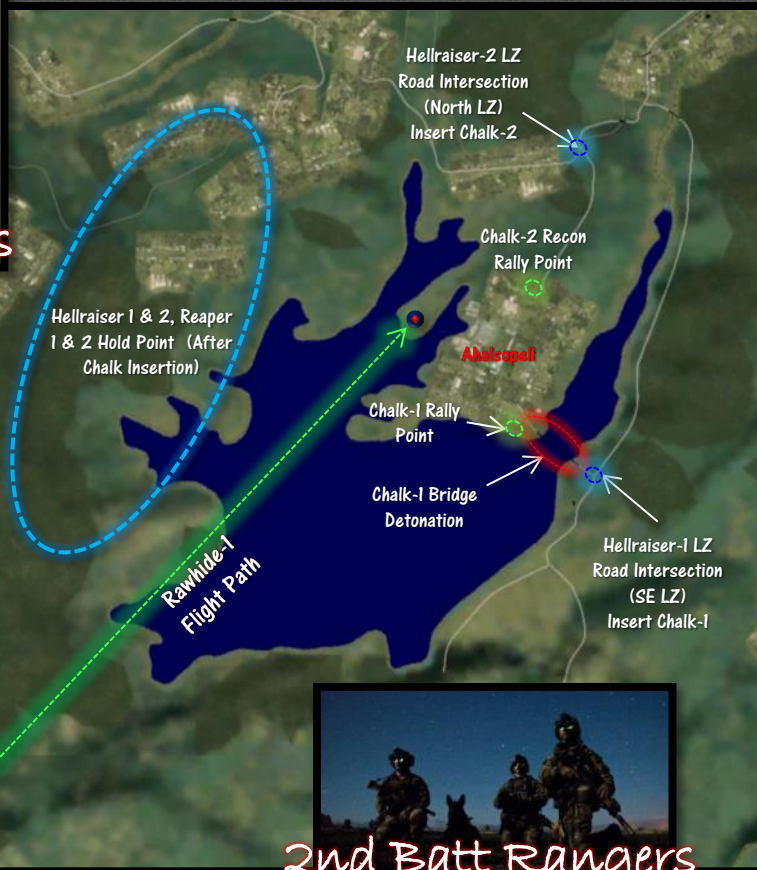 Hellraiser-2 LZ
Road Intersection
(North LZ)
Insert Chalk-2
s
Chalk-2 Recon
Rally Point
Hellraiser 1 & 2, Reaper
1 & 2 Hold Point (After
Chalk Insertion)
Ahalsopeli
Chalk-1 Rally
Point
Chalk-1 Bridge
Detonation
Rawhide-1
Flight Path
Hellraiser-1 LZ
Road Intersection
(SE LZ)
Insert Chalk-1
2nd Batt Rangers